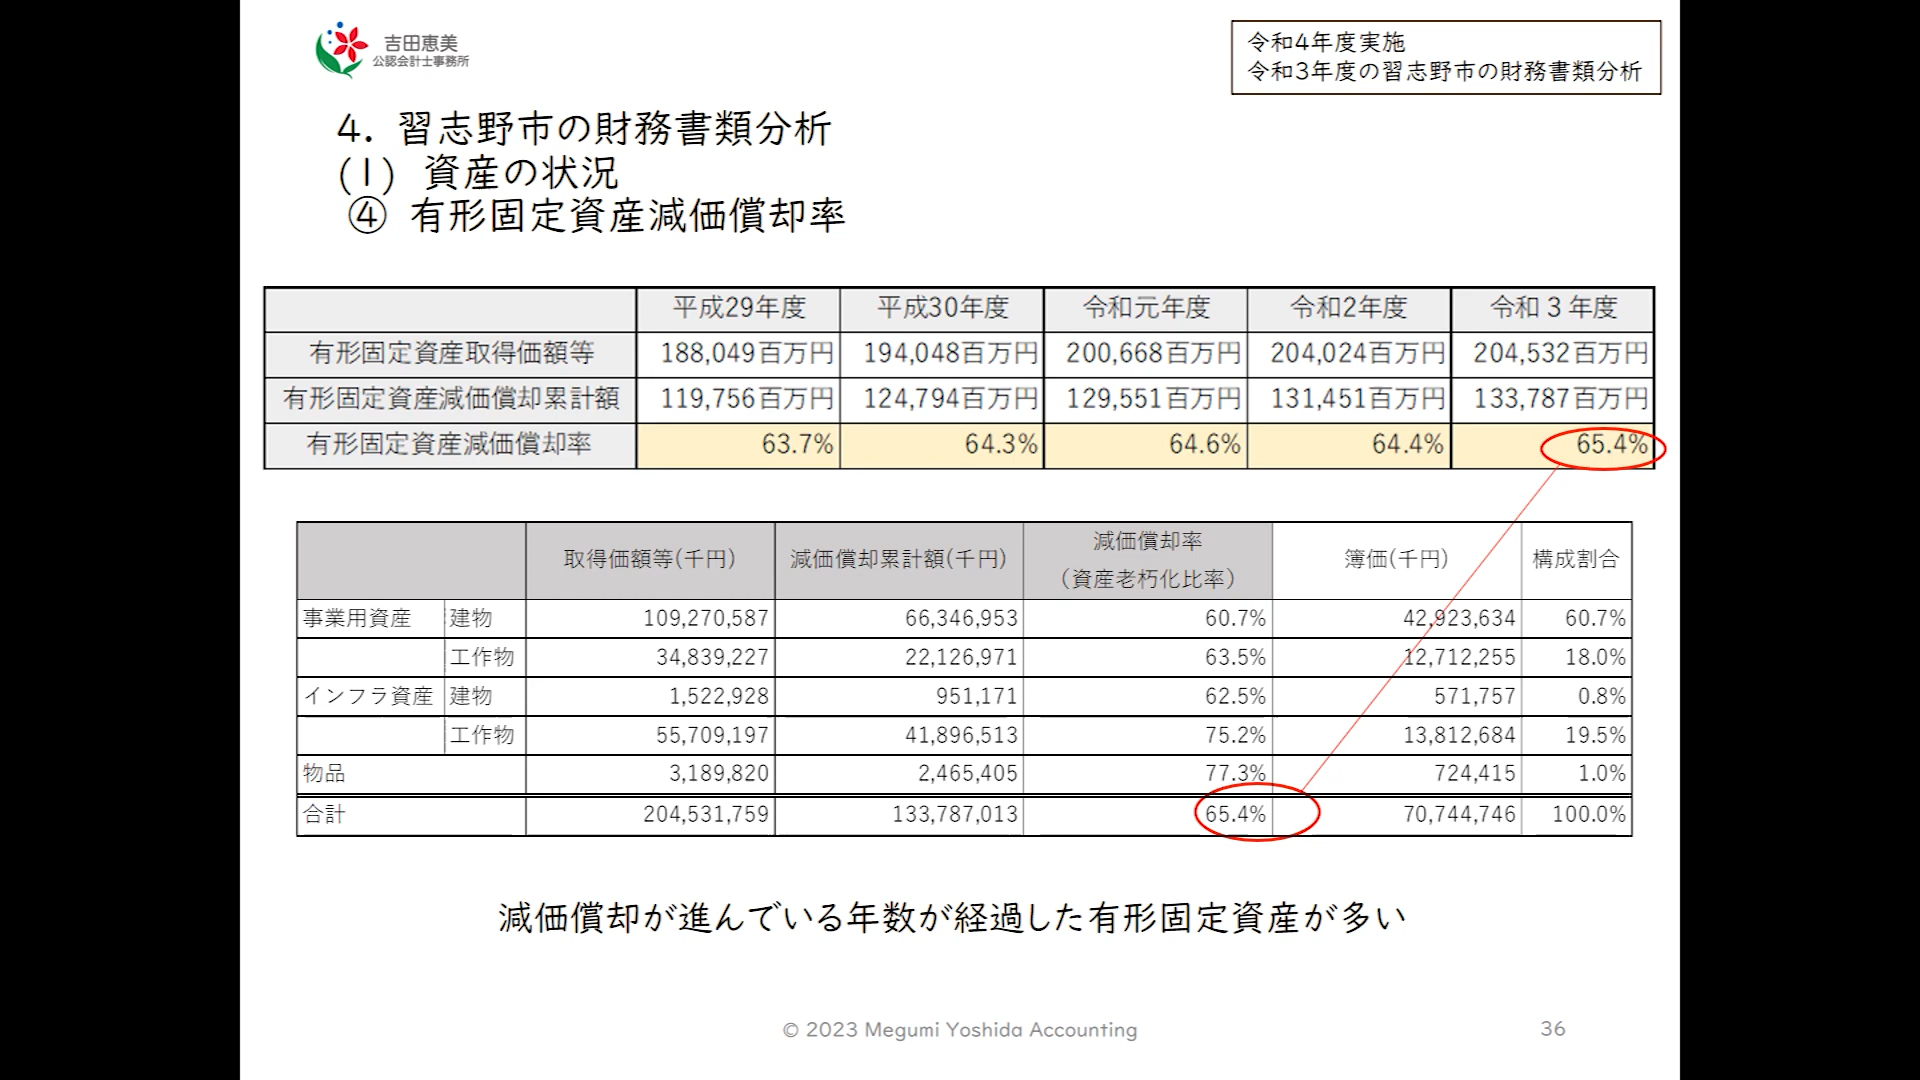 吉田恵美
公認会計士事務所
令和4年度実施
令和3年度の習志野市の財務書類分析
4. 習志野市の財務書類分析
(1) 資産の状況
④ 有形固定資産減価償却率
平成29年度 平成30年度 令和元年度 令和2年度 令和３年度
有形固定資産取得価額等 188,049百万円 194,048百万円 200,668百万円 204,024百万円 204,532百万円
有形固定資産減価償却累計額 119,756百万円 124,794百万円 129,551百万円 131,451百万円 133,787百万円
有形固定資産減価償却率 63.7% 64.3% 64.6% 64.4% 65.4%
取得価額等(千円) 減価償却累計額(千円) 減価償却率 簿価(千円) 構成割合
（資産老朽化比率）
事業用資産 建物 109,270,587 66,346,953 60.7% 42,923,634 60.7%
工作物 34,839,227 22,126,971 63.5% 12,712,255 18.0%
インフラ資産 建物 1,522,928 951,171 62.5% 571,757 0.8%
工作物 55,709,197 41,896,513 75.2% 13,812,684 19.5%
物品 3,189,820 2,465,405 77.3% 724,415 1.0%
合計 204,531,759 133,787,013 65.4% 70,744,746 100.0%
減価償却が進んでいる年数が経過した有形固定資産が多い
© 2023 Megumi Yoshida Accounting
36